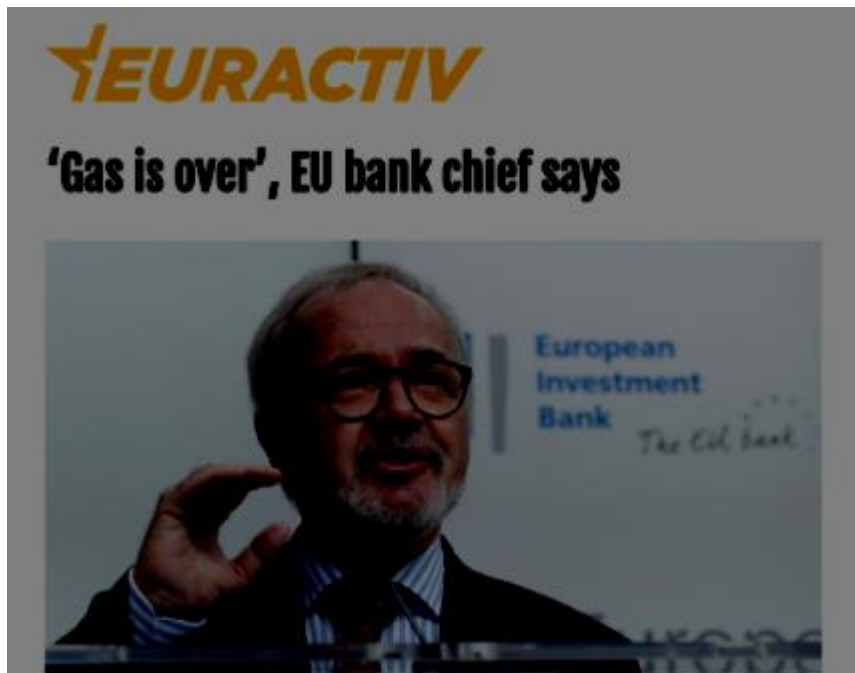 EURACTIV
‘Gas is over’, EU bank chief says
European
Investment
Bank
The EU bank